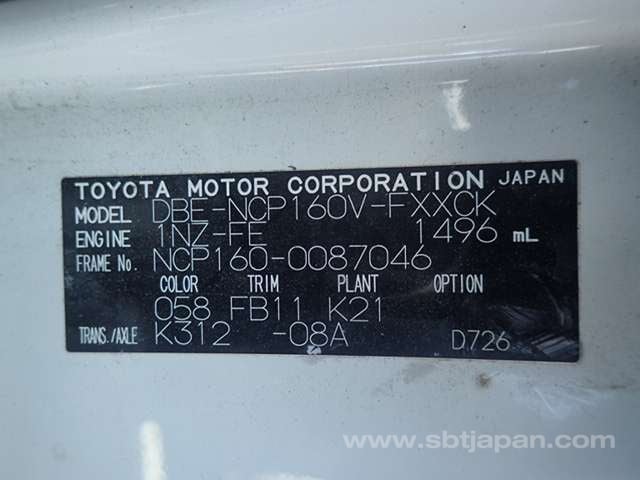 TOYOTA MOTOR CORPORATION JAPAN
MODEL DBE-NCP160V-FXXCK
ENGINE 1NZ-FE 1496 mL
FRAME No. NCP160-0087046
COLOR TRIM PLANT OPTION
058 FB11 K21
TRANS./AXLE K312 -08A D726
www.sbtjapan.com